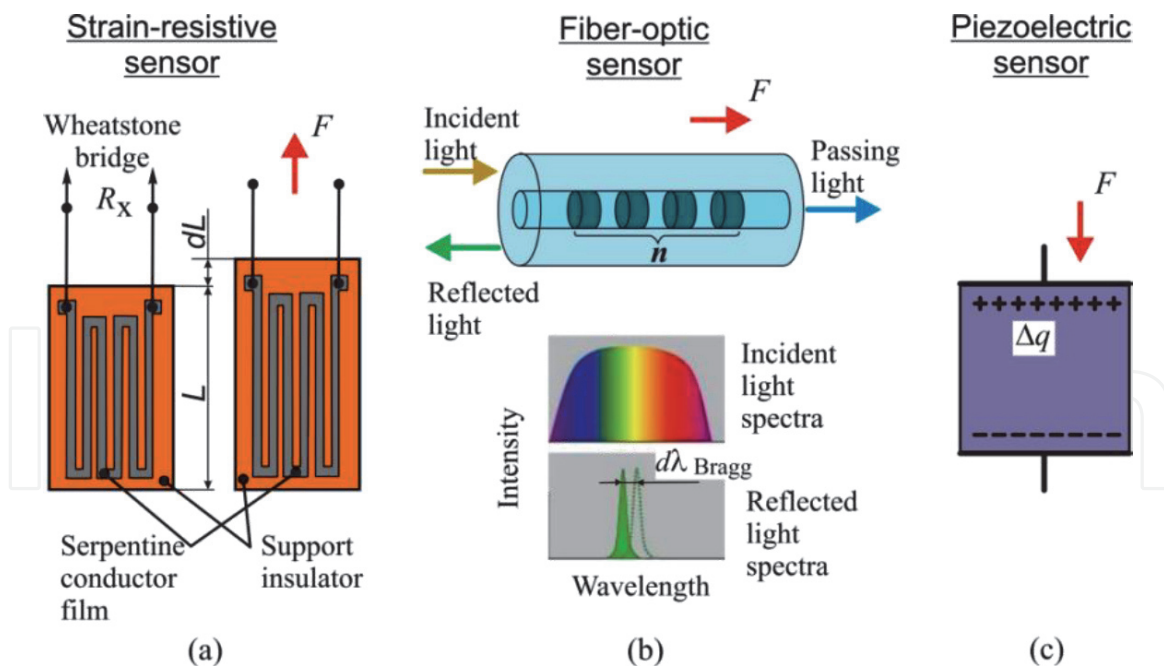 Strain-resistive
sensor
Wheatstone
bridge
F
Rx
dL
L
Serpentine
conductor
film
Support
insulator
(a)
Fiber-optic
sensor
F
Incident
light
Passing
light
n
Reflected
light
Incident
light
spectra
Intensity
dλ Bragg
Reflected
light
spectra
Wavelength
(b)
Piezoelectric
sensor
F
+ + + + + + + +
Δq
− − − − − − − −
(c)